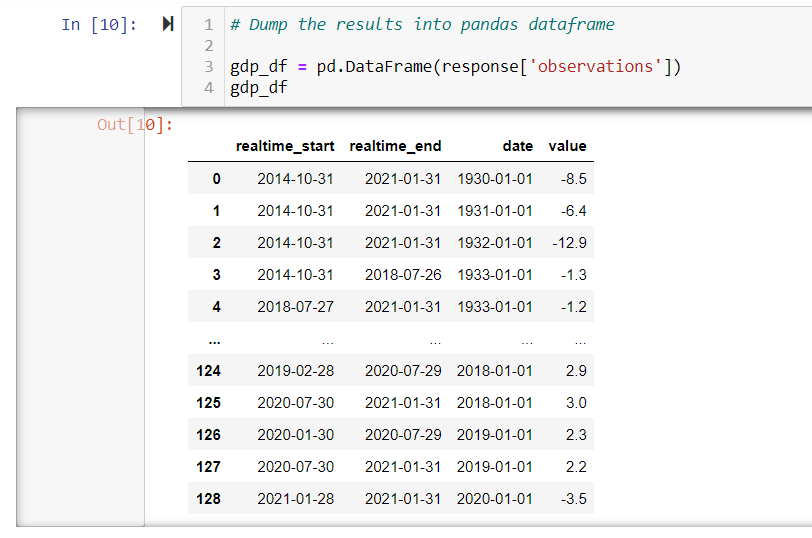 In [10]:
1 # Dump the results into pandas dataframe
2
3 gdp_df = pd.DataFrame(response['observations'])
4 gdp_df
Out[10]:
realtime_start realtime_end date value
0 2014-10-31 2021-01-31 1930-01-01 -8.5
1 2014-10-31 2021-01-31 1931-01-01 -6.4
2 2014-10-31 2021-01-31 1932-01-01 -12.9
3 2014-10-31 2018-07-26 1933-01-01 -1.3
4 2018-07-27 2021-01-31 1933-01-01 -1.2
... ... ... ... ...
124 2019-02-28 2020-07-29 2018-01-01 2.9
125 2020-07-30 2021-01-31 2018-01-01 3.0
126 2020-01-30 2020-07-29 2019-01-01 2.3
127 2020-07-30 2021-01-31 2019-01-01 2.2
128 2021-01-28 2021-01-31 2020-01-01 -3.5